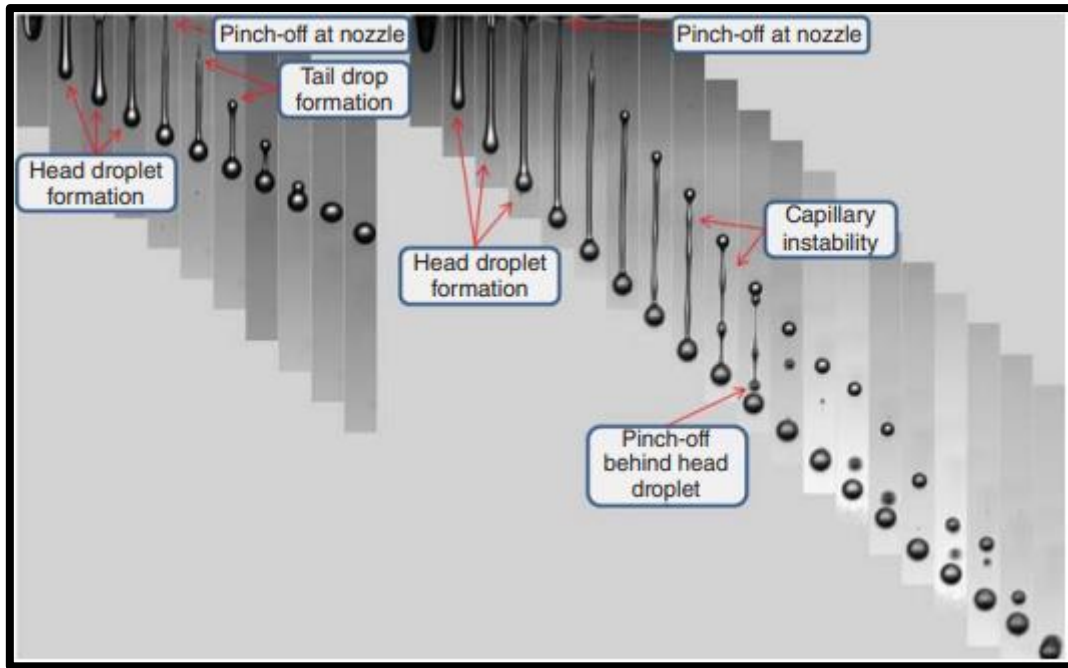 Pinch-off at nozzle
Tail drop
formation
Head droplet
formation
Pinch-off at nozzle
Head droplet
formation
Capillary
instability
Pinch-off
behind head
droplet